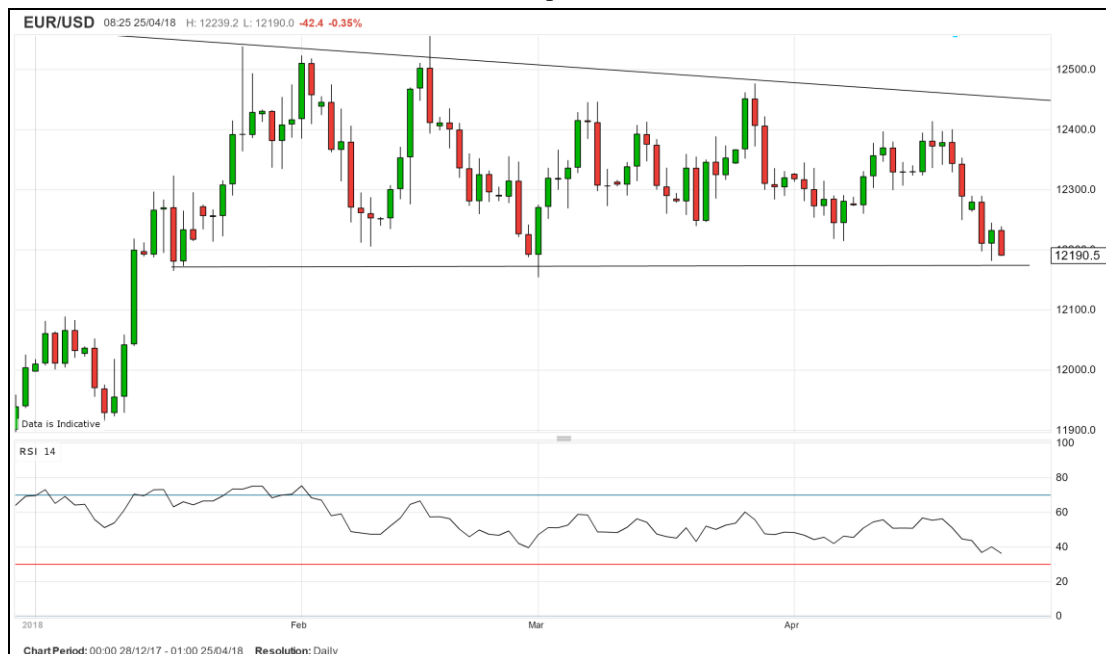 EUR/USD 08:25 25/04/18 H: 12239.2 L: 12190.0 -42.4 -0.35%
12500.0
12400.0
12300.0
12190.5
12100.0
12000.0
11900.0
Data is Indicative
RSI 14
100
80
60
40
20
0
2018 Feb Mar Apr
Chart Period: 00:00 28/12/17 - 01:00 25/04/18 Resolution: Daily